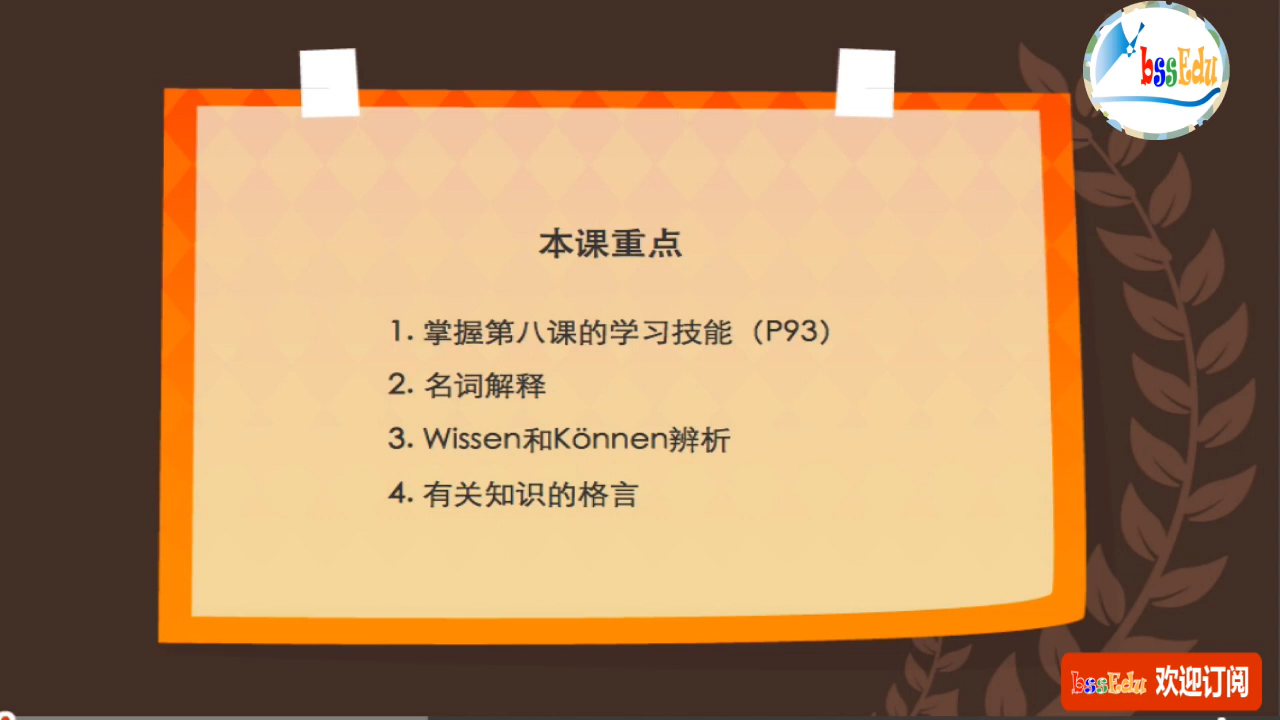 bssEdu
本课重点
1. 掌握第八课的学习技能（P93）
2. 名词解释
3. Wissen和Können辨析
4. 有关知识的格言
bssEdu 欢迎订阅